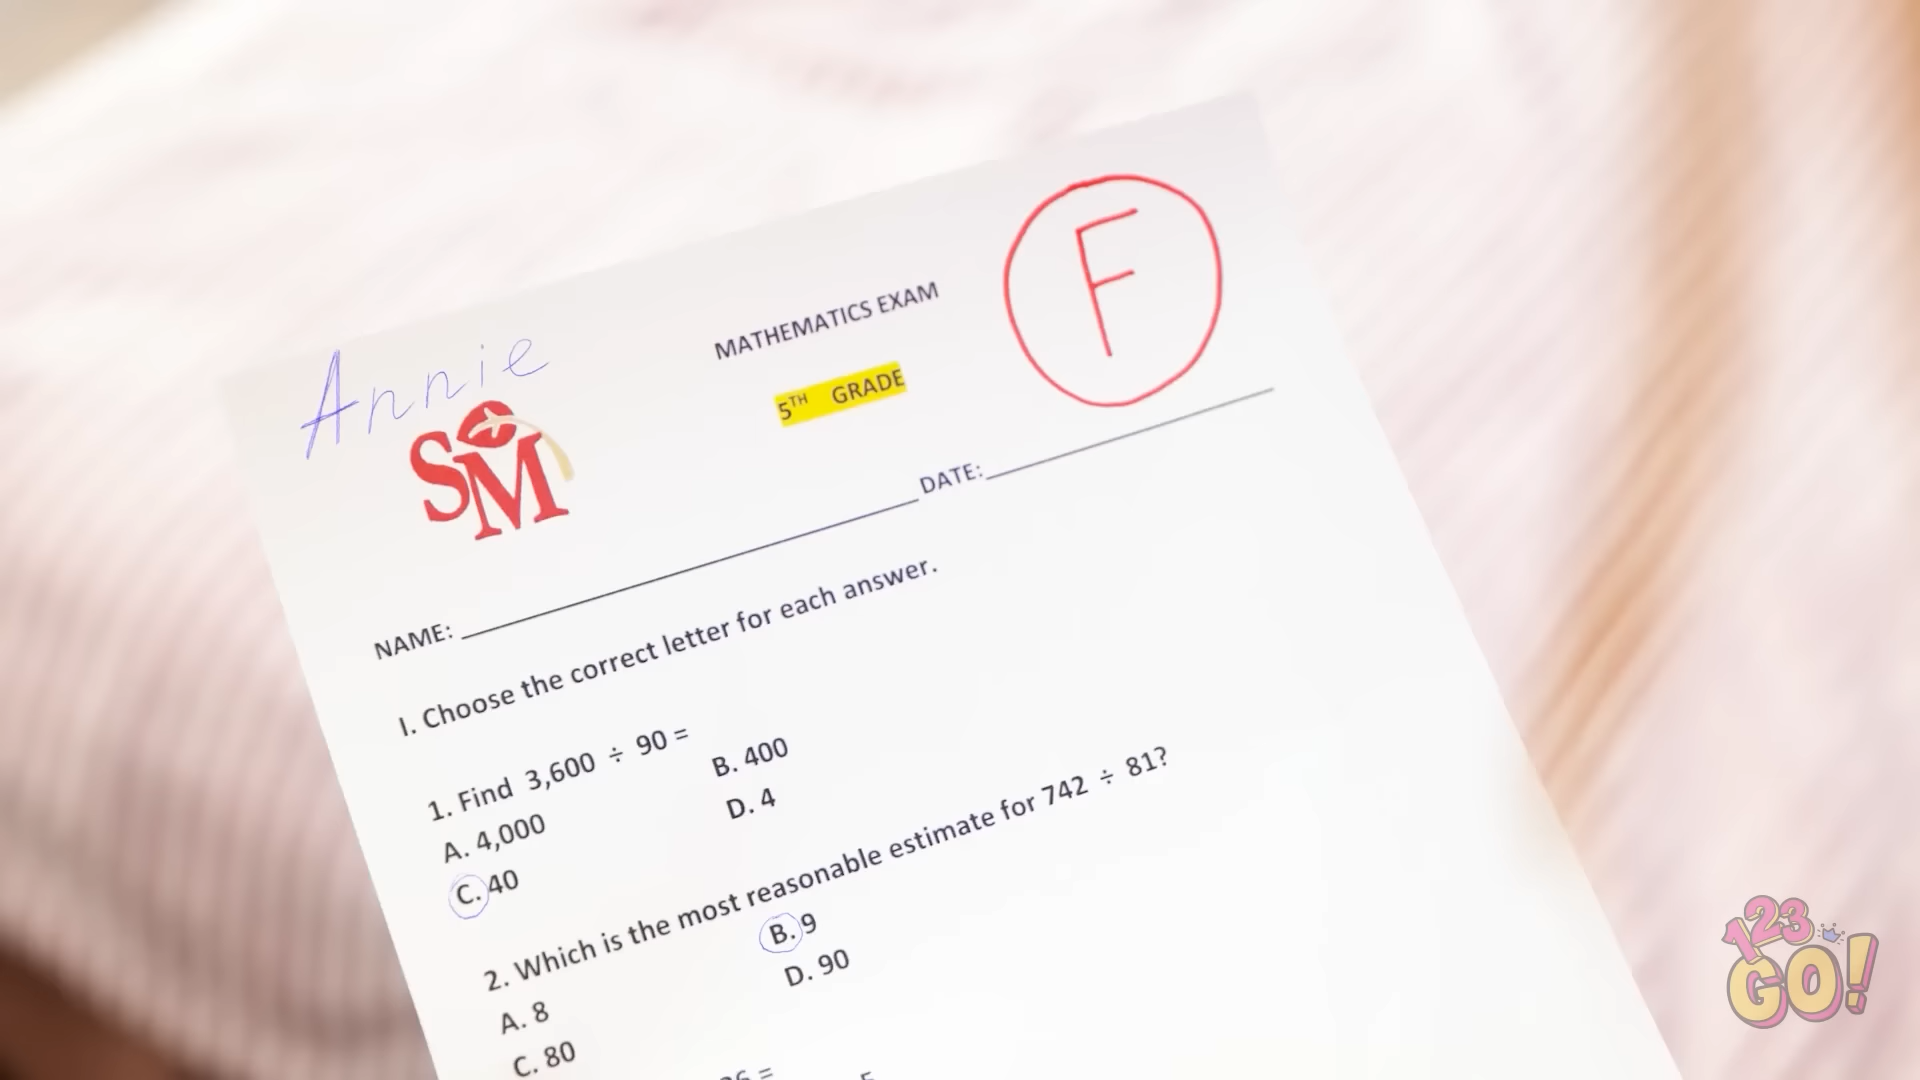 Annie
SM
MATHEMATICS EXAM
5TH GRADE
F
NAME: DATE:
I. Choose the correct letter for each answer.
1. Find 3,600 ÷ 90 =
A. 4,000 B. 400
C. 40 D. 4
2. Which is the most reasonable estimate for 742 ÷ 81?
A. 8 B. 9
C. 80 D. 90
123
GO!